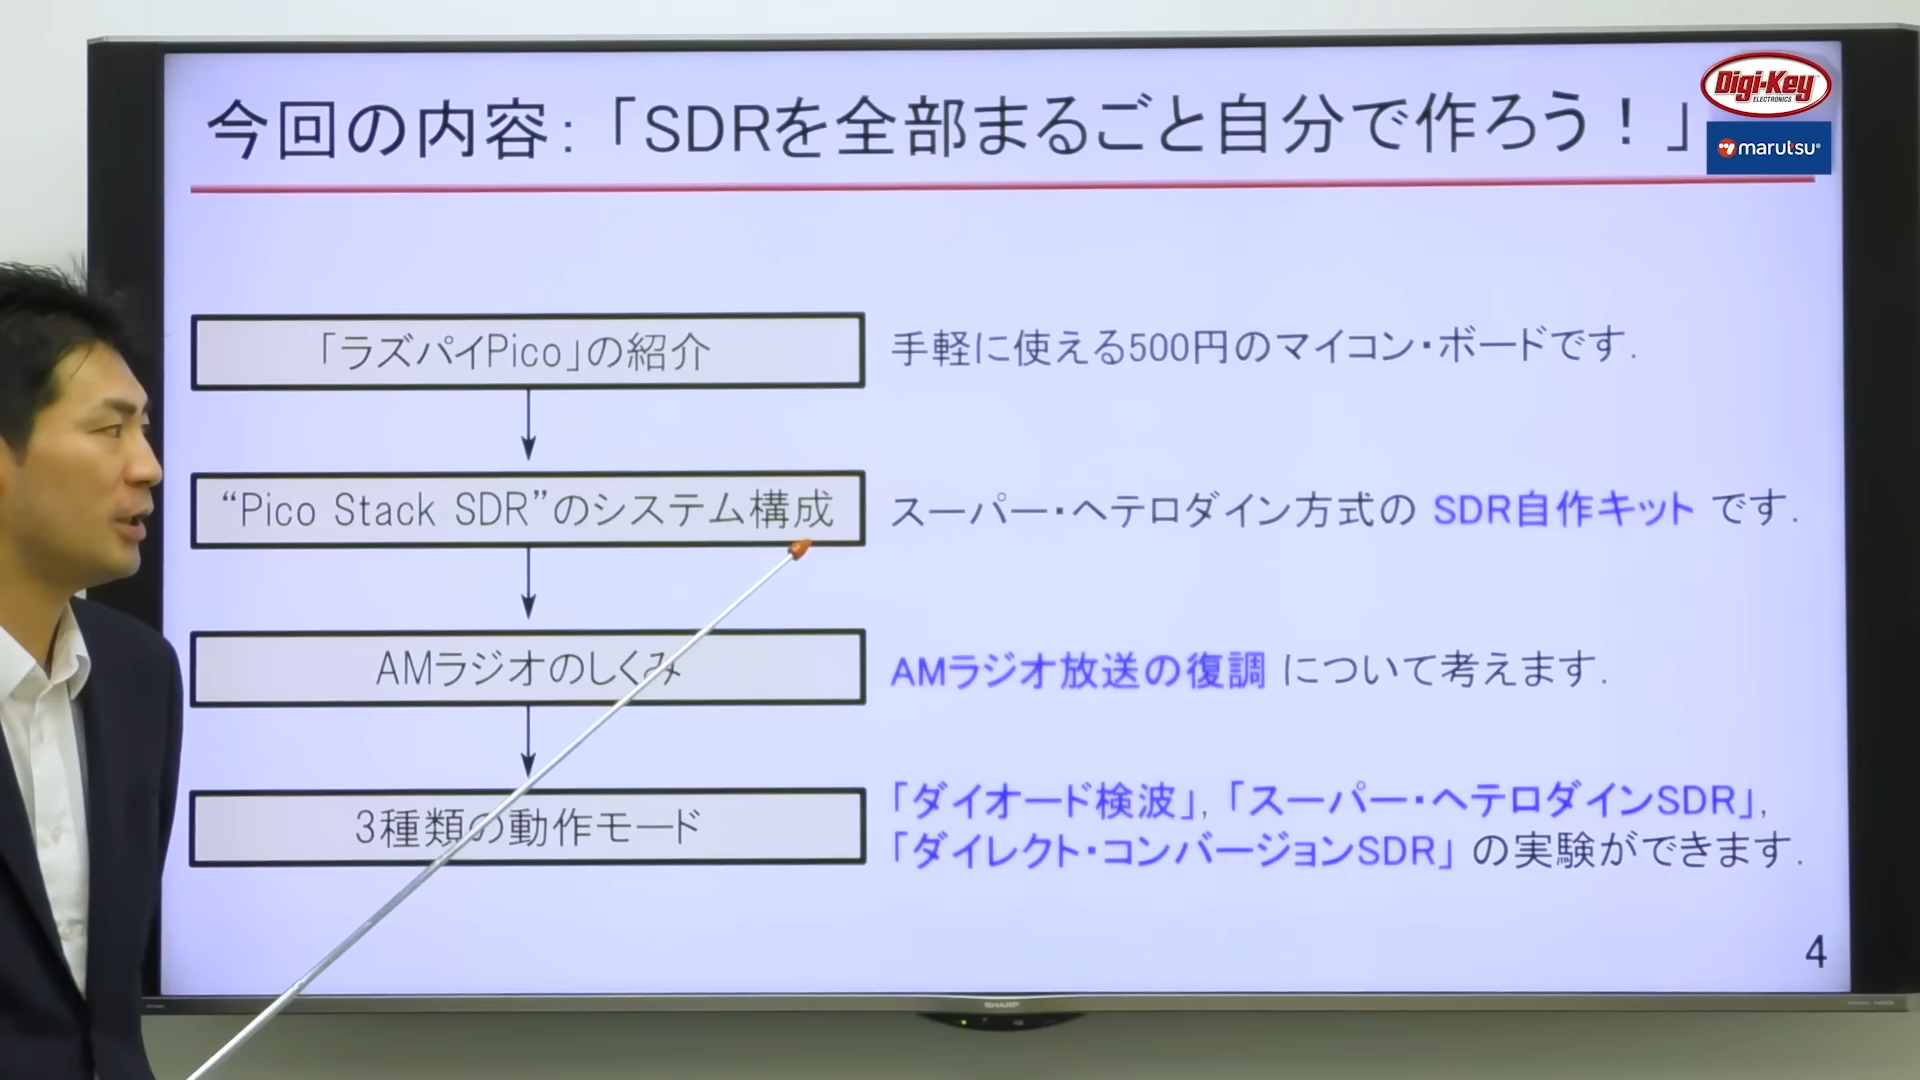 今回の内容：「SDRを全部まるごと自分で作ろう！」
Digi-Key
ELECTRONICS
marutsu
「ラズパイPico」の紹介
手軽に使える500円のマイコン・ボードです．
“Pico Stack SDR”のシステム構成
スーパー・ヘテロダイン方式の SDR自作キット です．
AMラジオのしくみ
AMラジオ放送の復調 について考えます．
3種類の動作モード
「ダイオード検波」，「スーパー・ヘテロダインSDR」，
「ダイレクト・コンバージョンSDR」 の実験ができます．
4
SHARP